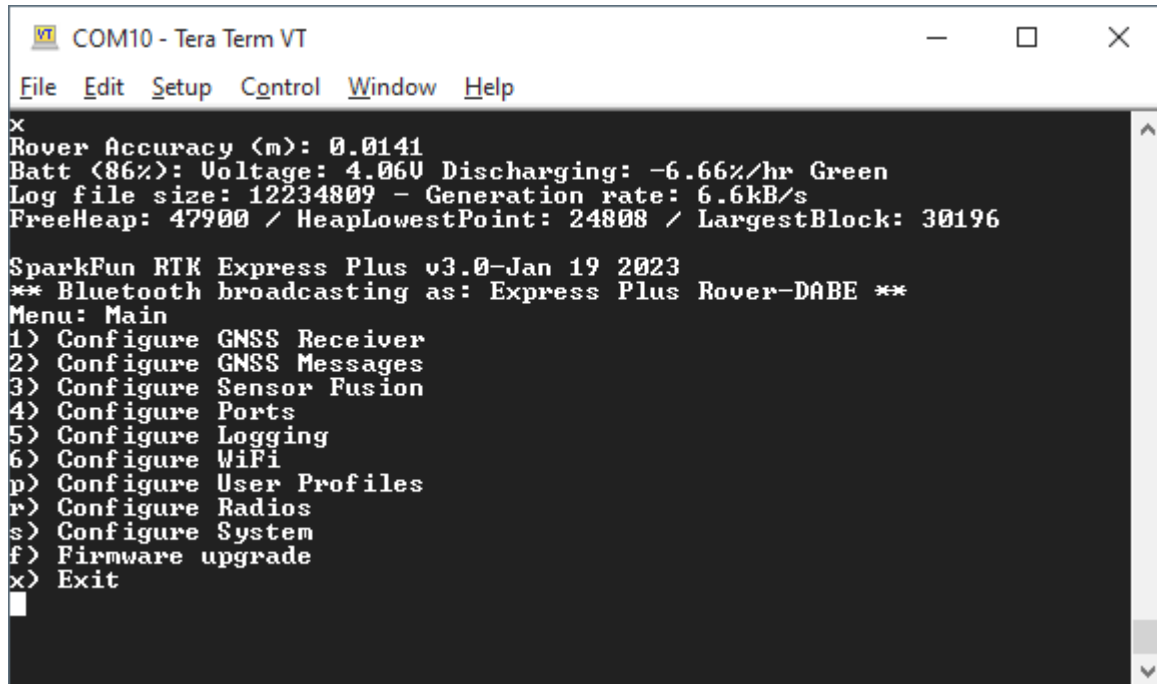 COM10 - Tera Term VT
File Edit Setup Control Window Help
x
Rover Accuracy (m): 0.0141
Batt (86%): Voltage: 4.06V Discharging: -6.66%/hr Green
Log file size: 12234809 - Generation rate: 6.6kB/s
FreeHeap: 47900 / HeapLowestPoint: 24808 / LargestBlock: 30196
SparkFun RTK Express Plus v3.0-Jan 19 2023
** Bluetooth broadcasting as: Express Plus Rover-DABE **
Menu: Main
1) Configure GNSS Receiver
2) Configure GNSS Messages
3) Configure Sensor Fusion
4) Configure Ports
5) Configure Logging
6) Configure WiFi
p) Configure User Profiles
r) Configure Radios
s) Configure System
f) Firmware upgrade
x) Exit